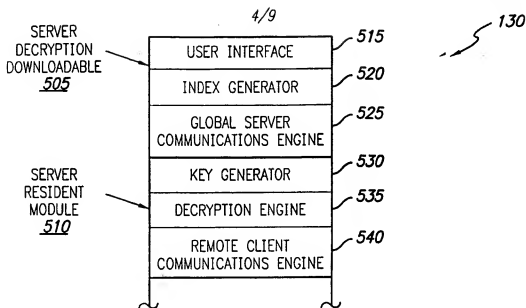 4/9
130
SERVER
DECRYPTION
DOWNLOADABLE
505
USER INTERFACE
515
INDEX GENERATOR
520
GLOBAL SERVER
COMMUNICATIONS ENGINE
525
SERVER
RESIDENT
MODULE
510
KEY GENERATOR
530
DECRYPTION ENGINE
535
REMOTE CLIENT
COMMUNICATIONS ENGINE
540